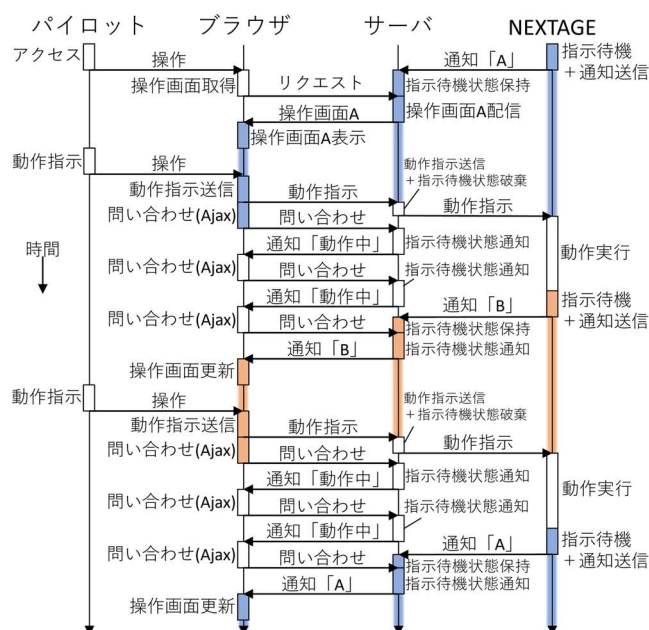 パイロット ブラウザ サーバ NEXTAGE
アクセス 操作 通知「A」 指示待機
操作画面取得 リクエスト 指示待機状態保持 +通知送信
操作画面A 操作画面A配信
操作画面A表示
動作指示 操作 動作指示送信
+指示待機状態破棄
動作指示送信 動作指示
問い合わせ(Ajax) 問い合わせ 動作指示
通知「動作中」 指示待機状態通知
時間 動作実行
問い合わせ(Ajax) 問い合わせ 指示待機状態通知
通知「動作中」 指示待機
問い合わせ(Ajax) 問い合わせ 通知「B」 +通知送信
指示待機状態保持
通知「B」 指示待機状態通知
操作画面更新
動作指示 操作 動作指示送信
+指示待機状態破棄
動作指示送信 動作指示
問い合わせ(Ajax) 問い合わせ 動作指示
通知「動作中」 指示待機状態通知
問い合わせ(Ajax) 問い合わせ 動作実行
指示待機状態通知
通知「動作中」 指示待機
問い合わせ(Ajax) 問い合わせ 通知「A」 +通知送信
指示待機状態保持
通知「A」 指示待機状態通知
操作画面更新